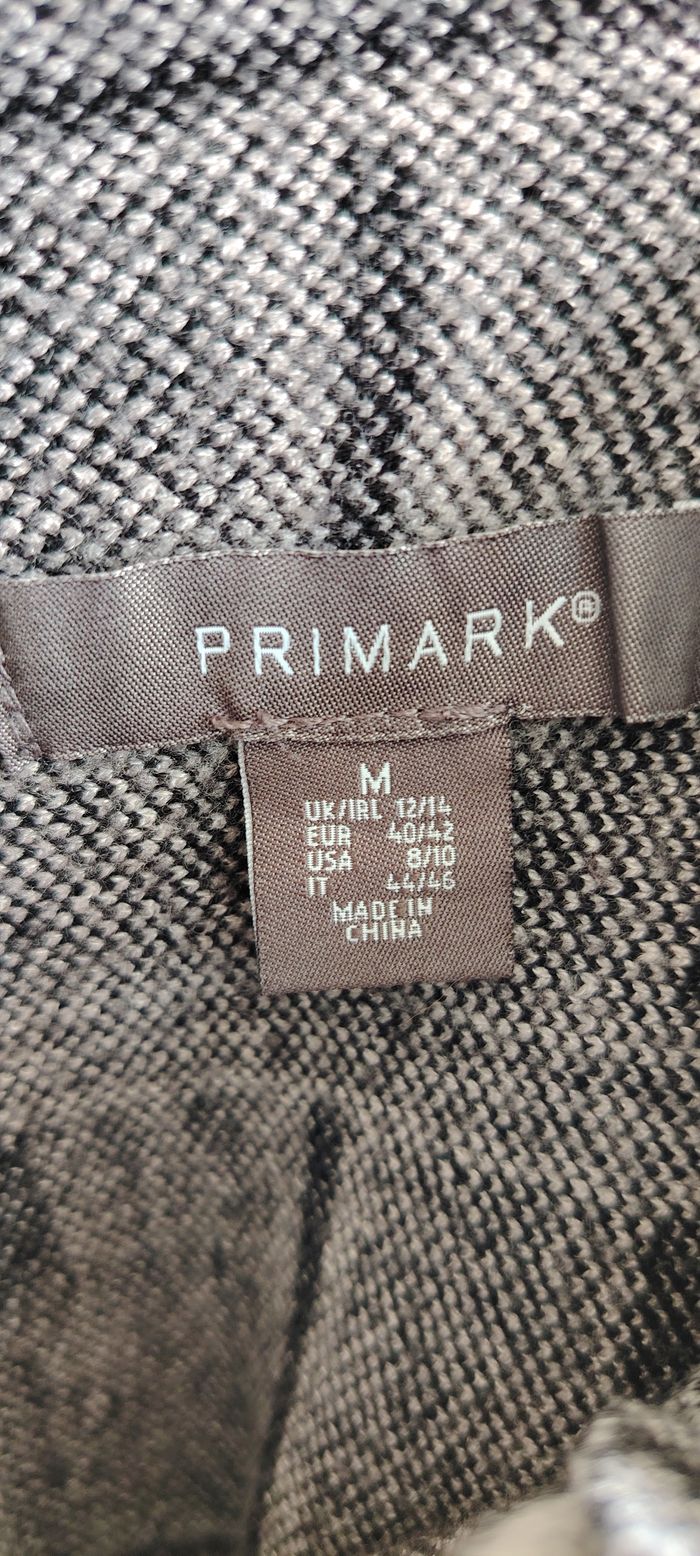 PRIMARK®
M
UK/IRL 12/14
EUR 40/42
USA 8/10
IT 44/46
MADE IN
CHINA